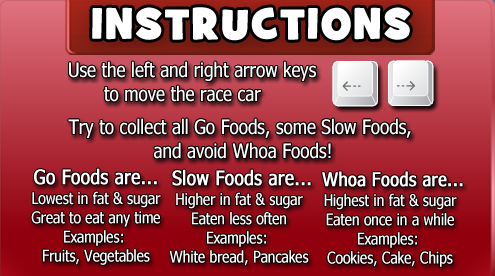 INSTRUCTIONS
Use the left and right arrow keys
to move the race car
Try to collect all Go Foods, some Slow Foods,
and avoid Whoa Foods!
Go Foods are...
Lowest in fat & sugar
Great to eat any time
Examples:
Fruits, Vegetables
Slow Foods are...
Higher in fat & sugar
Eaten less often
Examples:
White bread, Pancakes
Whoa Foods are...
Highest in fat & sugar
Eaten once in a while
Examples:
Cookies, Cake, Chips